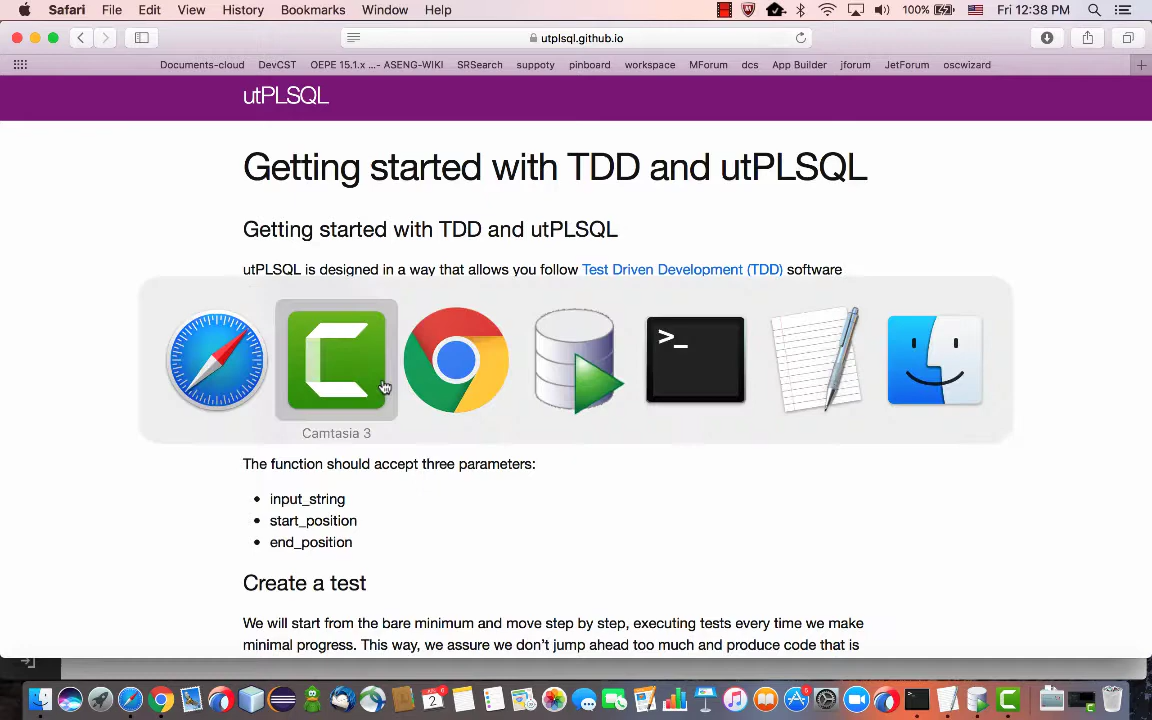 Safari File Edit View History Bookmarks Window Help 100% Fri 12:38 PM
utplsql.github.io
Documents-cloud DevCST OEPE 15.1.x ...- ASENG-WIKI SRSearch suppoty pinboard workspace MForum dcs App Builder jforum JetForum oscwizard
utPLSQL
Getting started with TDD and utPLSQL
Getting started with TDD and utPLSQL
utPLSQL is designed in a way that allows you follow Test Driven Development (TDD) software
>_
Camtasia 3
The function should accept three parameters:
• input_string
• start_position
• end_position
Create a test
We will start from the bare minimum and move step by step, executing tests every time we make
minimal progress. This way, we assure we don't jump ahead too much and produce code that is